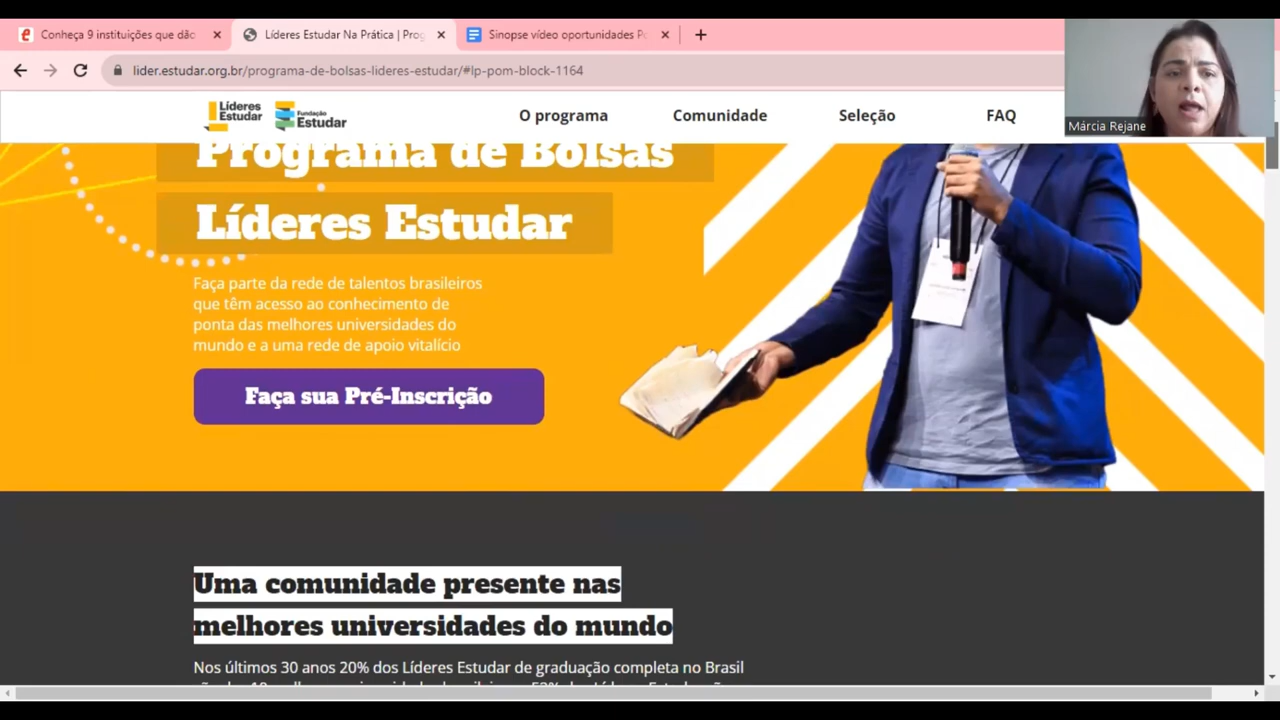 Conheça 9 instituições que dão
Líderes Estudar Na Prática | Prog
Sinopse vídeo oportunidades P
lider.estudar.org.br/programa-de-bolsas-lideres-estudar/#lp-pom-block-1164
Líderes
Estudar
Fundação
Estudar
O programa
Comunidade
Seleção
FAQ
Márcia Rejane
Programa de Bolsas
Líderes Estudar
Faça parte da rede de talentos brasileiros
que têm acesso ao conhecimento de
ponta das melhores universidades do
mundo e a uma rede de apoio vitalício
Faça sua Pré-Inscrição
Uma comunidade presente nas
melhores universidades do mundo
Nos últimos 30 anos 20% dos Líderes Estudar de graduação completa no Brasil